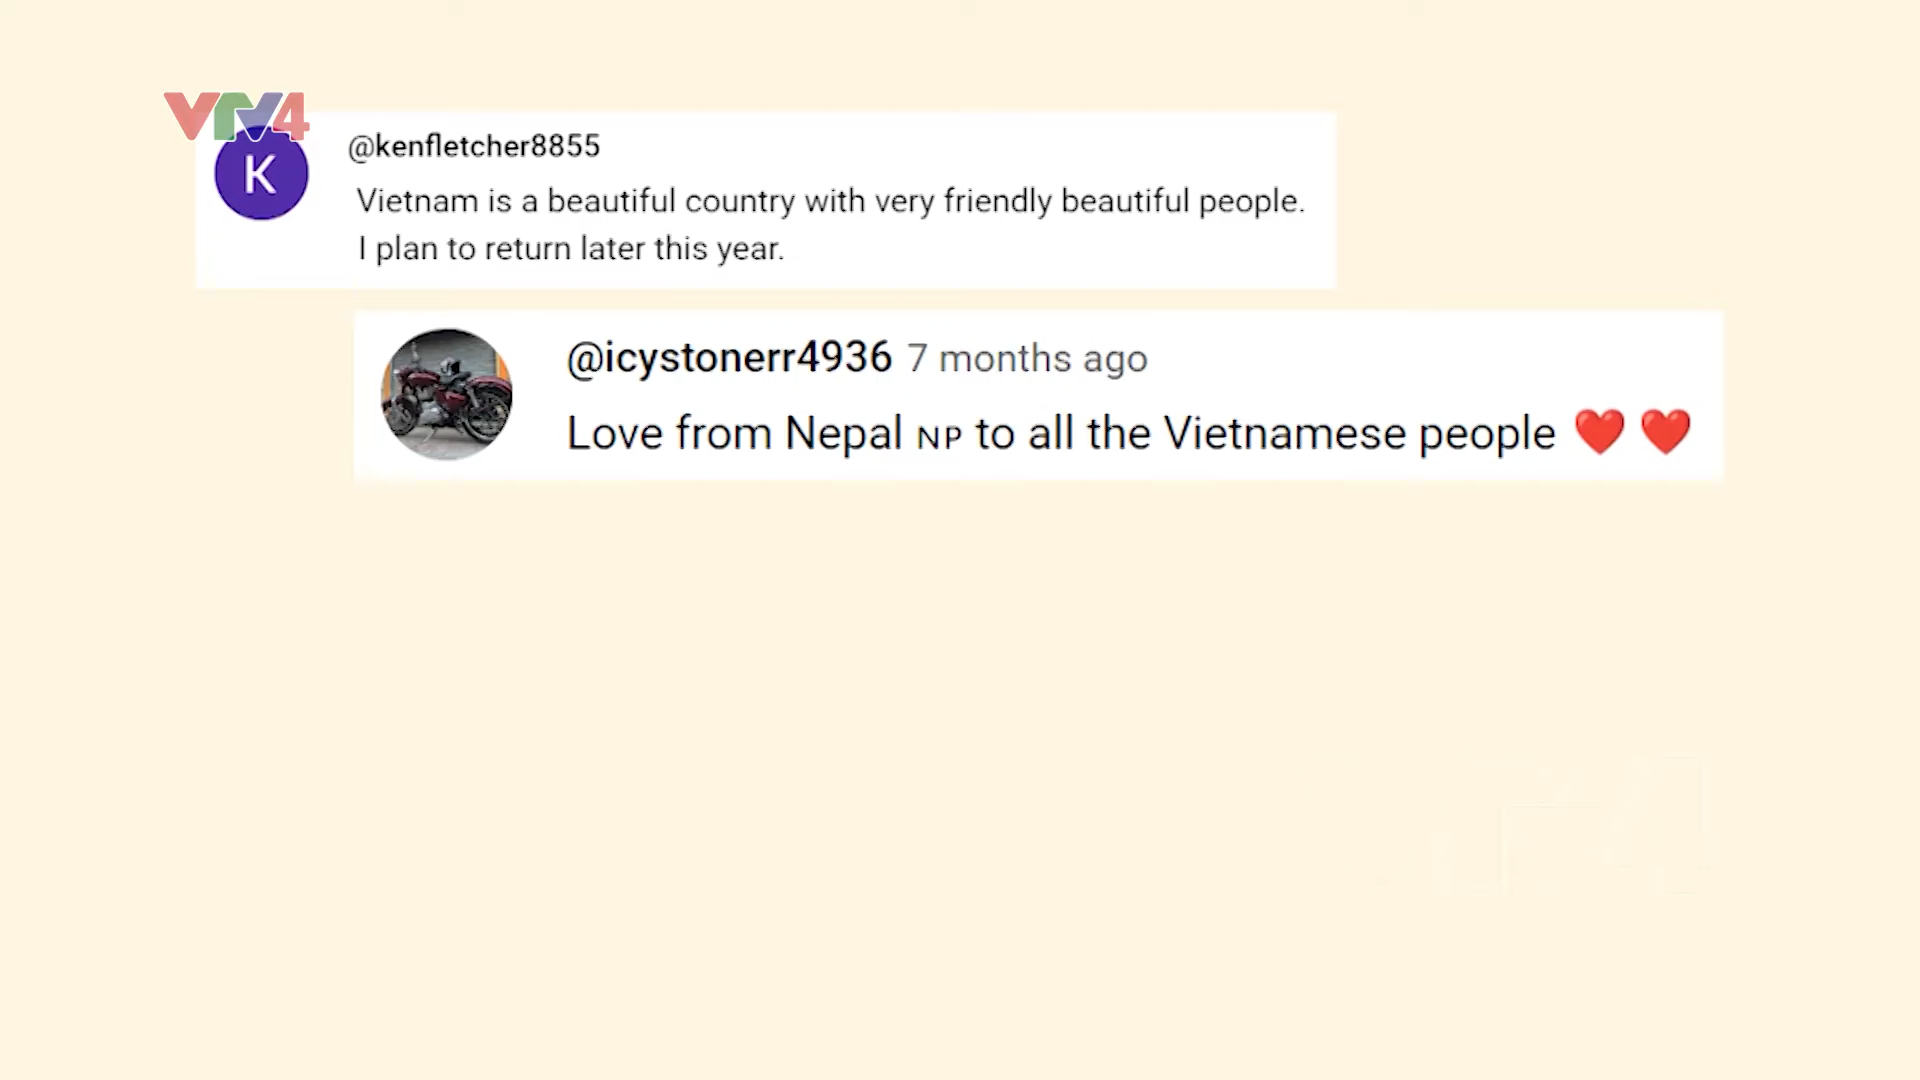 VTV4
K
@kenfletcher8855
Vietnam is a beautiful country with very friendly beautiful people.
I plan to return later this year.
@icystonerr4936 7 months ago
Love from Nepal NP to all the Vietnamese people ❤️ ❤️